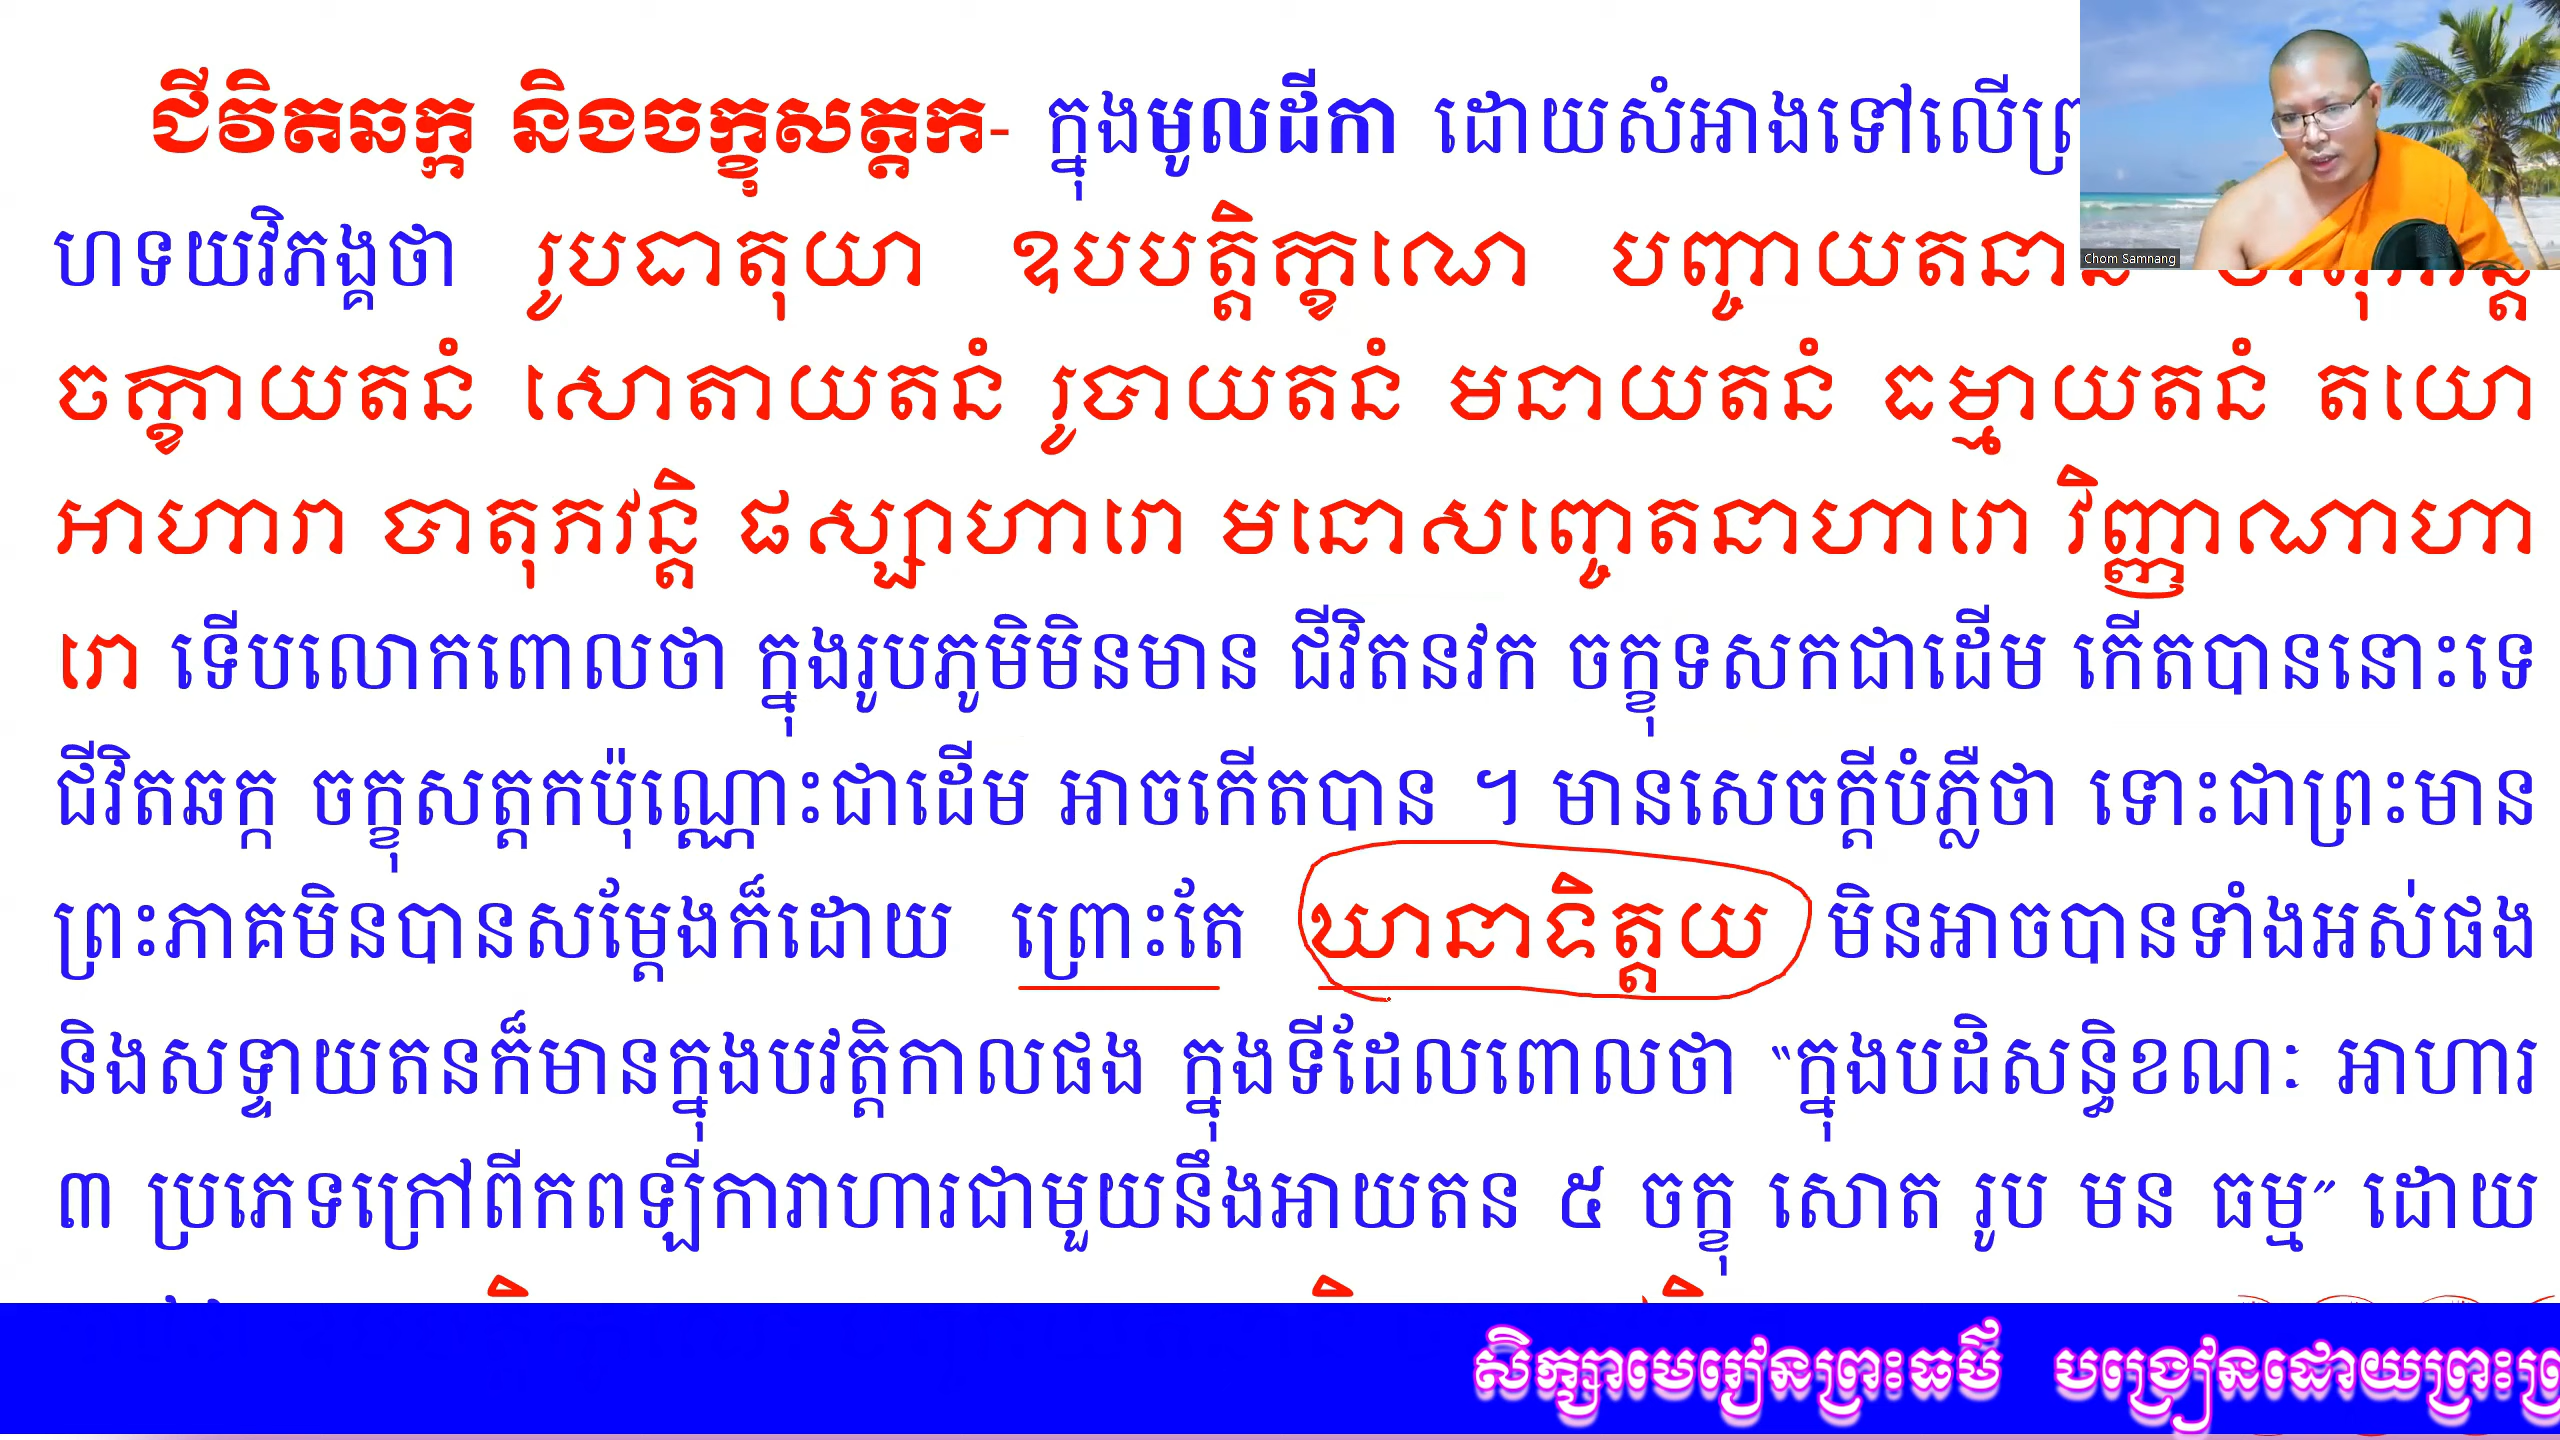 ជីវិតឆក្ក និងចក្ខុសត្តក- ក្នុងមូលដីកា ដោយសំអាងទៅលើ
Chom Samnang
ហទយវិភង្គថា រូបធាតុយា ឧបបត្តិក្ខណេ បញ្ចាយតនានិ
ចក្ខាយតនំ សោតាយតនំ រូបាយតនំ មនាយតនំ ធម្មាយតនំ តយោ
អាហារា បាតុភវន្តិ ផស្សាហារោ មនោសញ្ចេតនាហារោ វិញ្ញាណាហា
រោ ទើបលោកពោលថា ក្នុងរូបភូមិមិនមាន ជីវិតនវក ចក្ខុទសកជាដើម កើតបាននោះទេ
ជីវិតឆក្ក ចក្ខុសត្តកប៉ុណ្ណោះជាដើម អាចកើតបាន ។ មានសេចក្តីបំភ្លឺថា ទោះជាព្រះមាន
ព្រះភាគមិនបានសម្តែងក៏ដោយ ព្រោះតែ ឃានាទិត្តយ មិនអាចបានទាំងអស់ផង
និងសទ្ទាយតនក៏មានក្នុងបវត្តិកាលផង ក្នុងទីដែលពោលថា “ក្នុងបដិសន្ធិខណៈ អាហារ
៣ ប្រភេទក្រៅពីកពឡីការាហារជាមួយនឹងអាយតន ៥ ចក្ខុ សោត រូប មន ធម្ម” ដោយ
សិក្សាមេរៀនព្រះធម៌ បង្រៀនដោយព្រះ